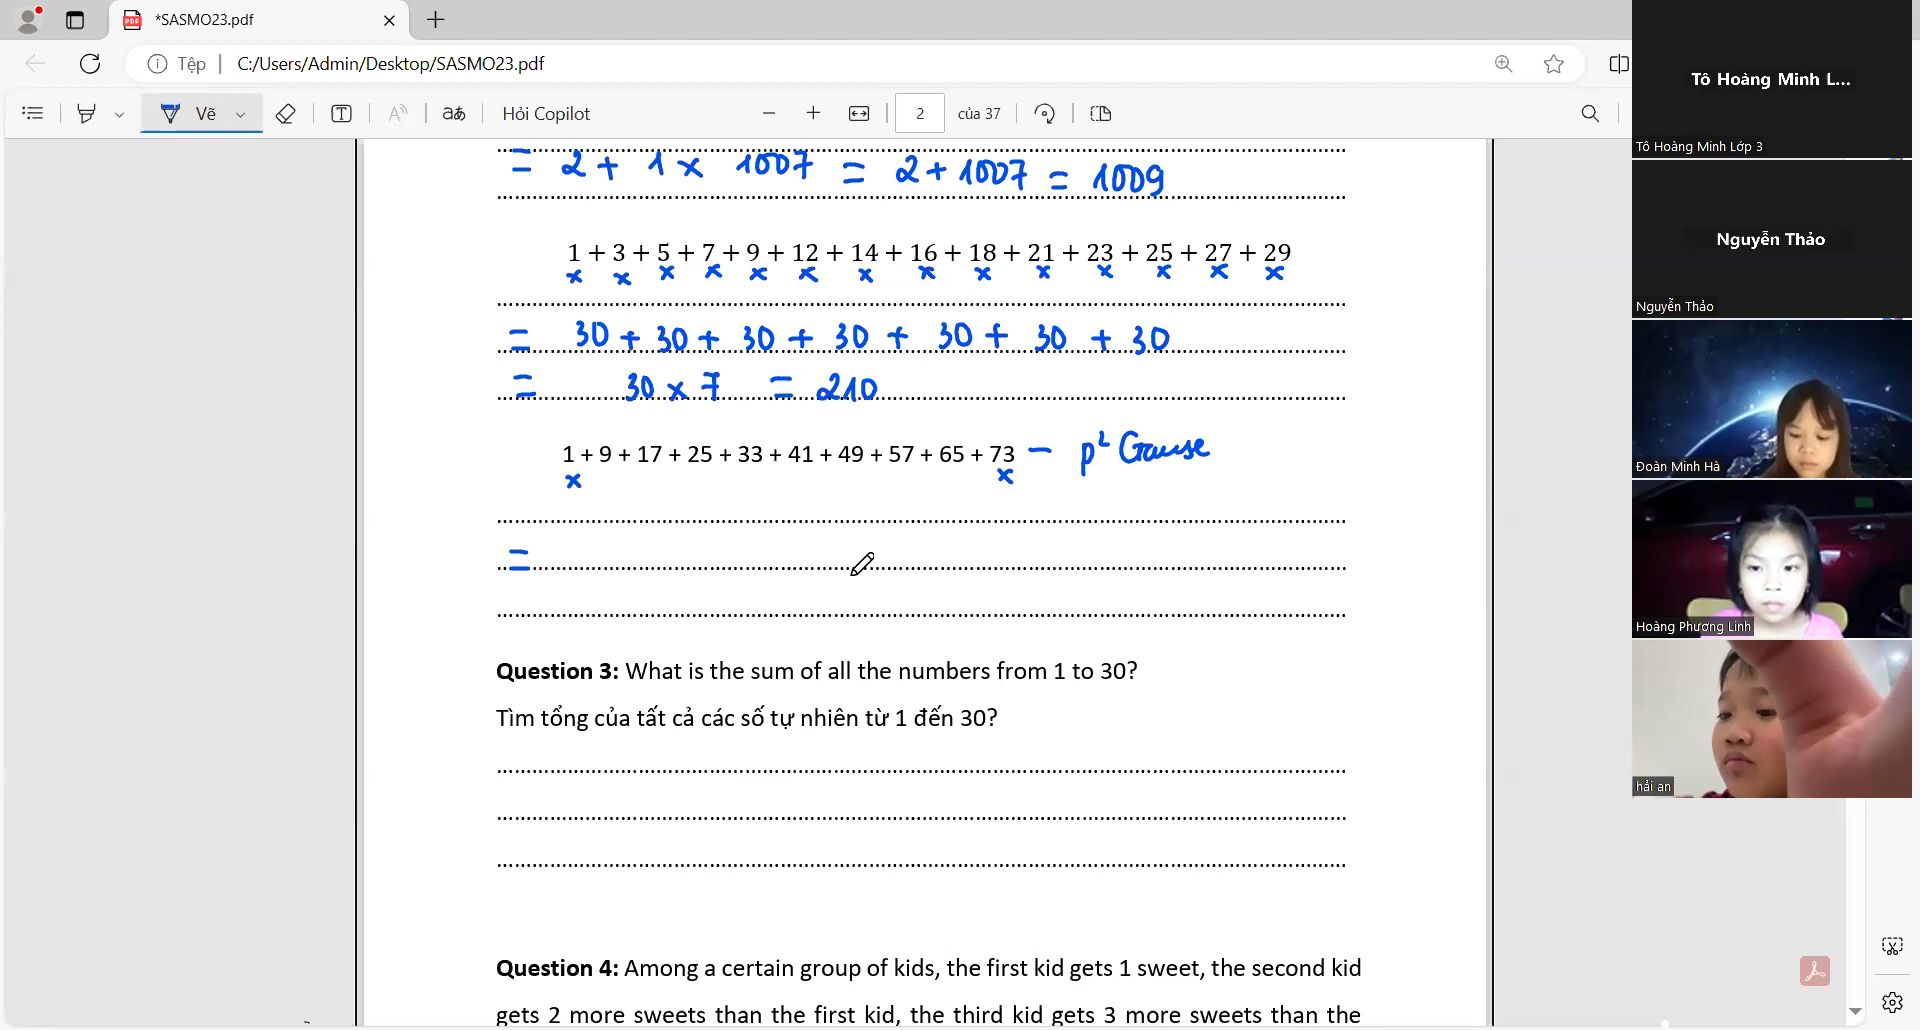 *SASMO23.pdf
Tệp | C:/Users/Admin/Desktop/SASMO23.pdf
Vẽ
aあ
Hỏi Copilot
2 của 37
= 2 + 1 x 1007 = 2 + 1007 = 1009
1 + 3 + 5 + 7 + 9 + 12 + 14 + 16 + 18 + 21 + 23 + 25 + 27 + 29
x x x x x x x x x x x x x x
= 30 + 30 + 30 + 30 + 30 + 30 + 30
= 30 x 7 = 210
1 + 9 + 17 + 25 + 33 + 41 + 49 + 57 + 65 + 73 – p² Gause
x x
=
Question 3: What is the sum of all the numbers from 1 to 30?
Tìm tổng của tất cả các số tự nhiên từ 1 đến 30?
Question 4: Among a certain group of kids, the first kid gets 1 sweet, the second kid
gets 2 more sweets than the first kid, the third kid gets 3 more sweets than the
Tô Hoàng Minh L...
Tô Hoàng Minh Lớp 3
Nguyễn Thảo
Nguyễn Thảo
Đoàn Minh Hà
Hoàng Phương Linh
hải an